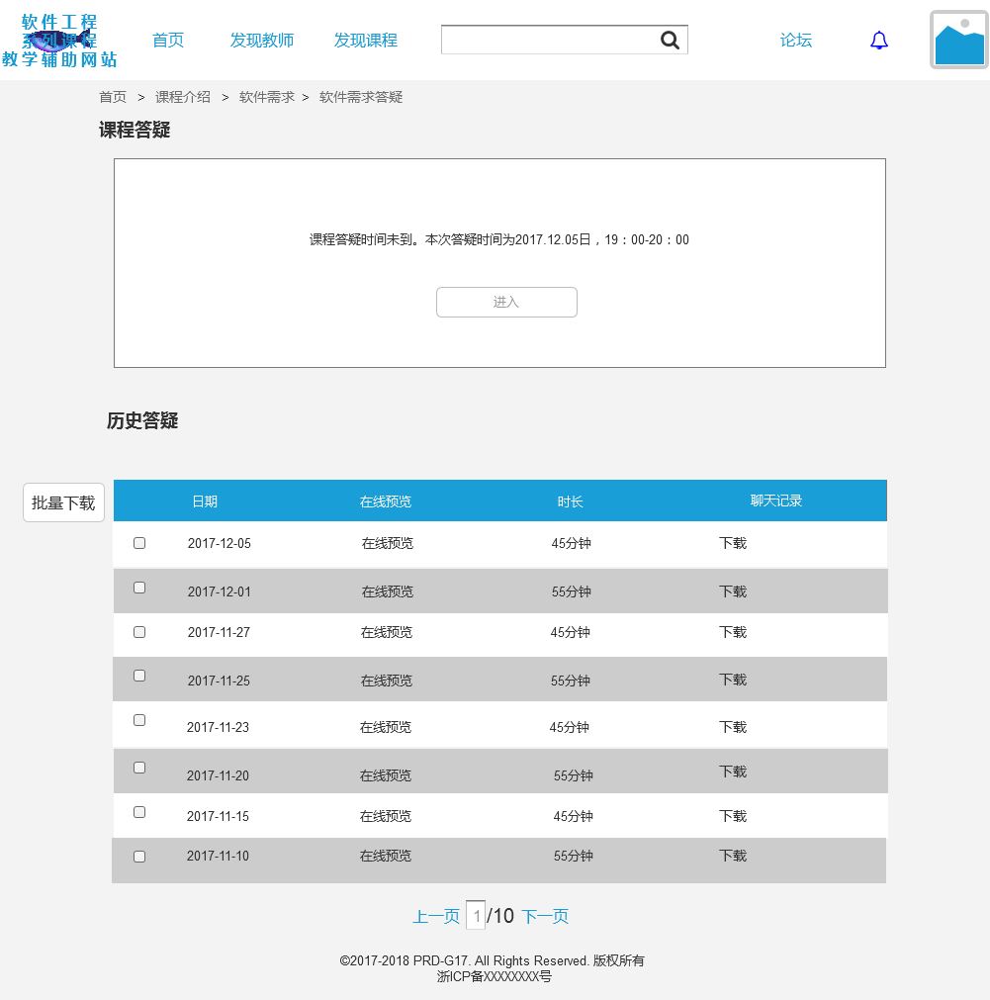 软件工程
系列课程
教学辅助网站
首页 发现教师 发现课程 论坛
首页 > 课程介绍 > 软件需求 > 软件需求答疑
课程答疑
课程答疑时间未到。本次答疑时间为2017.12.05日，19：00-20：00
进入
历史答疑
批量下载
日期 在线预览 时长 聊天记录
2017-12-05 在线预览 45分钟 下载
2017-12-01 在线预览 55分钟 下载
2017-11-27 在线预览 45分钟 下载
2017-11-25 在线预览 55分钟 下载
2017-11-23 在线预览 45分钟 下载
2017-11-20 在线预览 55分钟 下载
2017-11-15 在线预览 45分钟 下载
2017-11-10 在线预览 55分钟 下载
上一页 1/10 下一页
©2017-2018 PRD-G17. All Rights Reserved. 版权所有
浙ICP备XXXXXXXX号